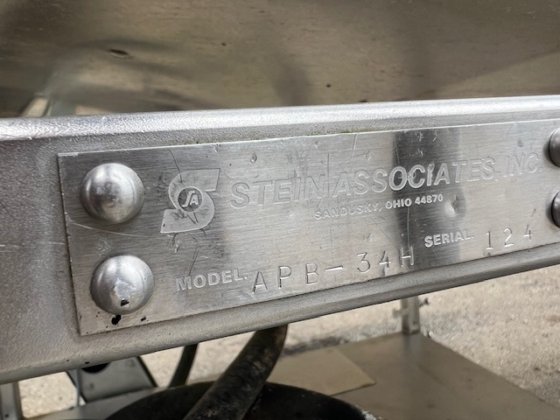 SA STEIN ASSOCIATES, INC
SANDUSKY, OHIO 44870
MODEL APB-34H SERIAL 124